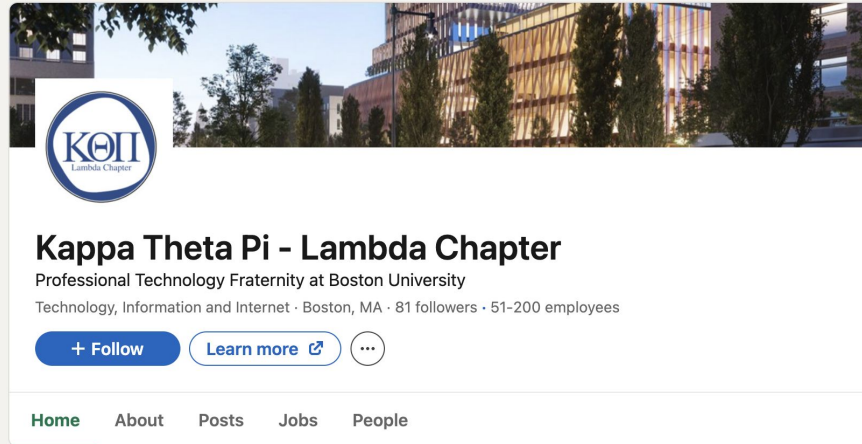 ΚΘΠ
Lambda Chapter
Kappa Theta Pi - Lambda Chapter
Professional Technology Fraternity at Boston University
Technology, Information and Internet · Boston, MA · 81 followers • 51-200 employees
+ Follow
Learn more
Home About Posts Jobs People